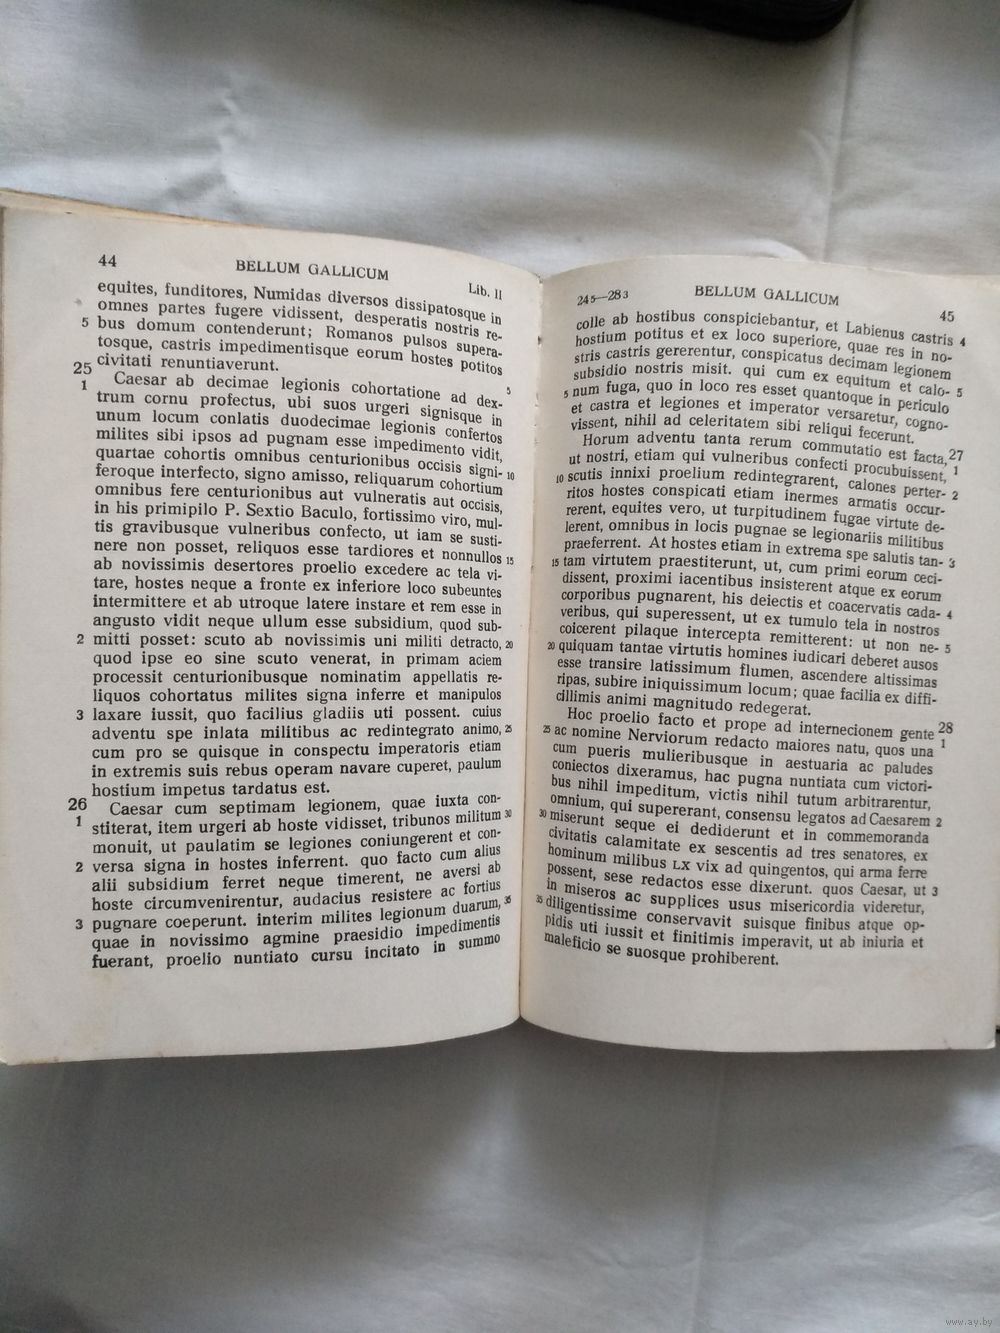 44
BELLUM GALLICUM
Lib. II
equites, funditores, Numidas diversos dissipatosque in
omnes partes fugere vidissent, desperatis nostris re-
5 bus domum contenderunt; Romanos pulsos supera-
tosque, castris impedimentisque eorum hostes potitos
civitati renuntiaverunt.
25
1 Caesar ab decimae legionis cohortatione ad dex- 5
trum cornu profectus, ubi suos urgeri signisque in
unum locum conlatis duodecimae legionis confertos
milites sibi ipsos ad pugnam esse impedimento vidit,
quartae cohortis omnibus centurionibus occisis signi-
feroque interfecto, signo amisso, reliquarum cohortium 10
omnibus fere centurionibus aut vulneratis aut occisis,
in his primipilo P. Sextio Baculo, fortissimo viro, mul-
tis gravibusque vulneribus confecto, ut iam se susti-
nere non posset, reliquos esse tardiores et nonnullos
ab novissimis desertores proelio excedere ac tela vi- 15
tare, hostes neque a fronte ex inferiore loco subeuntes
intermittere et ab utroque latere instare et rem esse in
angusto vidit neque ullum esse subsidium, quod sub-
2 mitti posset: scuto ab novissimis uni militi detracto, 20
quod ipse eo sine scuto venerat, in primam aciem
processit centurionibusque nominatim appellatis re-
liquos cohortatus milites signa inferre et manipulos
3 laxare iussit, quo facilius gladiis uti possent. cuius
adventu spe inlata militibus ac redintegrato animo, 25
cum pro se quisque in conspectu imperatoris etiam
in extremis suis rebus operam navare cuperet, paulum
hostium impetus tardatus est.
26 Caesar cum septimam legionem, quae iuxta con-
1 stiterat, item urgeri ab hoste vidisset, tribunos militum 30
monuit, ut paulatim se legiones coniungerent et con-
2 versa signa in hostes inferrent. quo facto cum alius
alii subsidium ferret neque timerent, ne aversi ab
hoste circumvenirentur, audacius resistere ac fortius
3 pugnare coeperunt. interim milites legionum duarum, 35
quae in novissimo agmine praesidio impedimentis
fuerant, proelio nuntiato cursu incitato in summo
24 5—28 3
BELLUM GALLICUM
45
colle ab hostibus conspiciebantur, et Labienus castris 4
hostium potitus et ex loco superiore, quae res in no-
stris castris gererentur, conspicatus decimam legionem
subsidio nostris misit. qui cum ex equitum et calo- 5
5 num fuga, quo in loco res esset quantoque in periculo
et castra et legiones et imperator versaretur, cogno-
vissent, nihil ad celeritatem sibi reliqui fecerunt.
Horum adventu tanta rerum commutatio est facta, 27
ut nostri, etiam qui vulneribus confecti procubuissent, 1
10 scutis innixi proelium redintegrarent, calones perter- 2
ritos hostes conspicati etiam inermes armatis occur-
rerent, equites vero, ut turpitudinem fugae virtute de-
lerent, omnibus in locis pugnae se legionariis militibus
praeferrent. At hostes etiam in extrema spe salutis tan- 3
15 tam virtutem praestiterunt, ut, cum primi eorum ceci-
dissent, proximi iacentibus insisterent atque ex eorum
corporibus pugnarent, his deiectis et coacervatis cada- 4
veribus, qui superessent, ut ex tumulo tela in nostros
coicerent pilaque intercepta remitterent: ut non ne- 5
20 quiquam tantae virtutis homines iudicari deberet ausos
esse transire latissimum flumen, ascendere altissimas
ripas, subire iniquissimum locum; quae facilia ex diffi-
cillimis animi magnitudo redegerat.
Hoc proelio facto et prope ad internecionem gente 28
25 ac nomine Nerviorum redacto maiores natu, quos una 1
cum pueris mulieribusque in aestuaria ac paludes
coniectos dixeramus, hac pugna nuntiata cum victori-
bus nihil impeditum, victis nihil tutum arbitrarentur,
omnium, qui supererant, consensu legatos ad Caesarem 2
30 miserunt seque ei dediderunt et in commemoranda
civitatis calamitate ex sescentis ad tres senatores, ex
hominum milibus LX vix ad quingentos, qui arma ferre
possent, sese redactos esse dixerunt. quos Caesar, ut 3
in miseros ac supplices usus misericordia videretur,
35 diligentissime conservavit suisque finibus atque op-
pidis uti iussit et finitimis imperavit, ut ab iniuria et
maleficio se suosque prohiberent.
www.ay.by